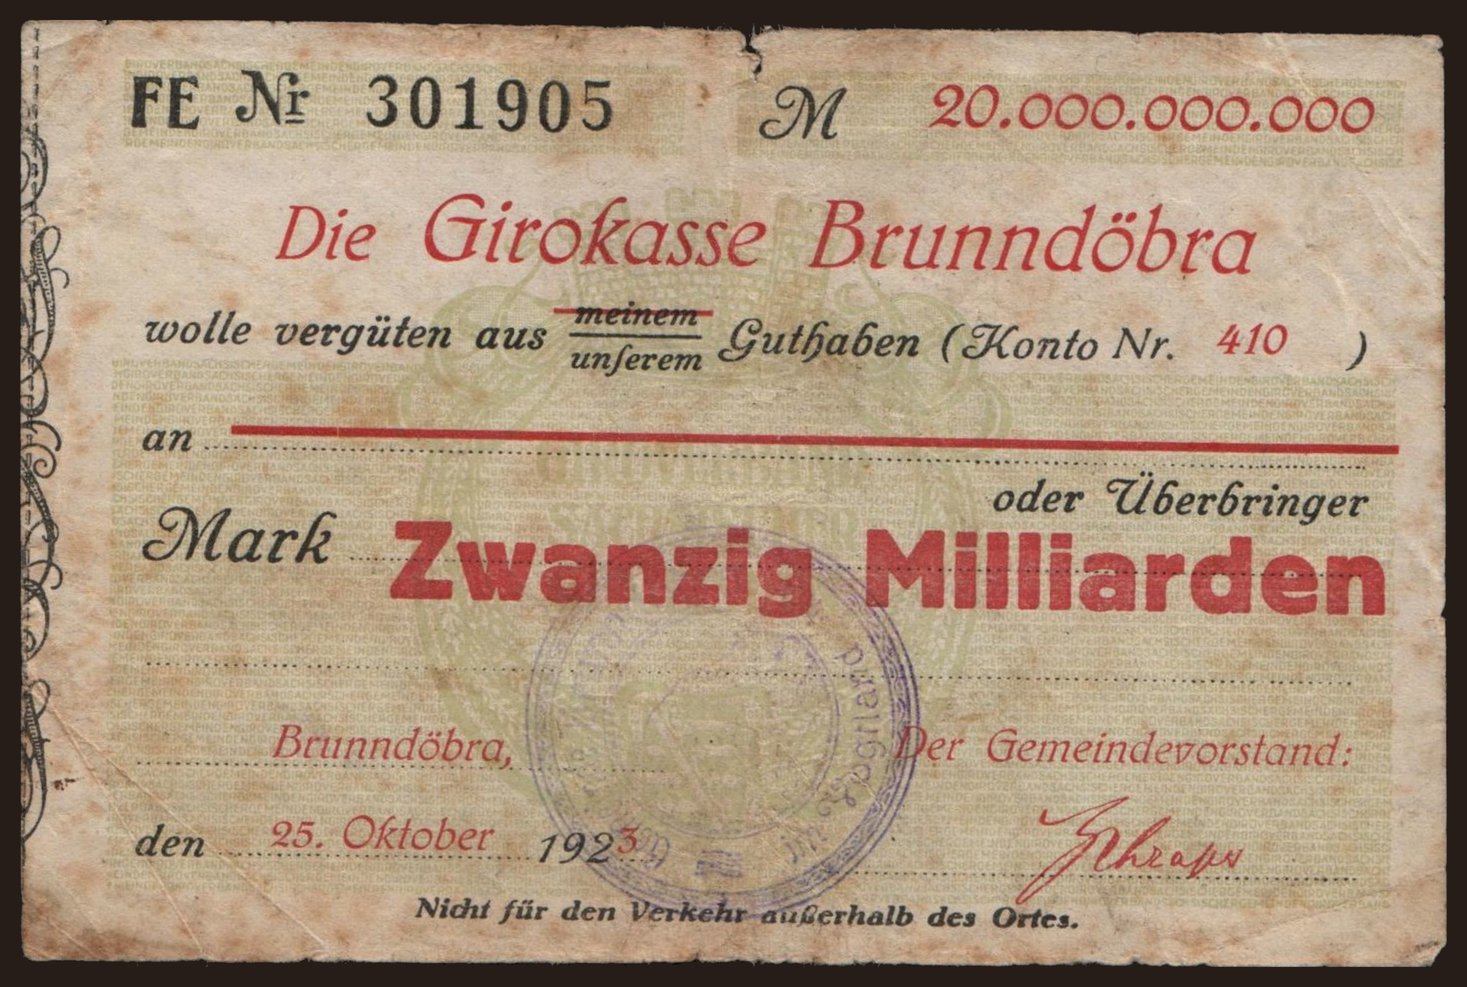 FE Nr 301905 M 20.000.000.000
Die Girokasse Brunndöbra
wolle vergüten aus meinem unserem Guthaben (Konto Nr. 410 )
an
oder Überbringer
Mark Zwanzig Milliarden
Brunndöbra, Der Gemeindevorstand:
den 25. Oktober 1923
Nicht für den Verkehr außerhalb des Ortes.
i. Vogtland